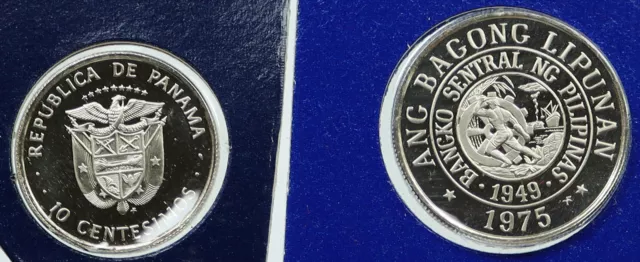 REPUBLICA DE PANAMA
10 CENTESIMOS
ANG BAGONG LIPUNAN
BANGKO SENTRAL NG PILIPINAS
1949
1975